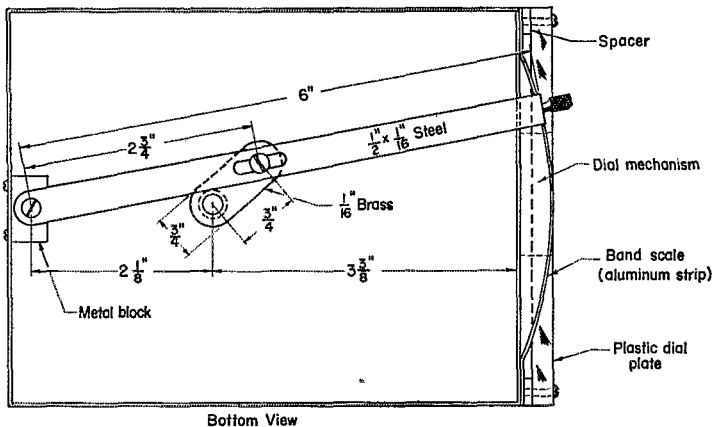 Spacer
6"
2 3/4"
1/2" x 1/16" Steel
Dial mechanism
1/16" Brass
3/4"
3/4"
2 1/8"
3 3/8"
Band scale
(aluminum strip)
Metal block
Plastic dial
plate
Bottom View